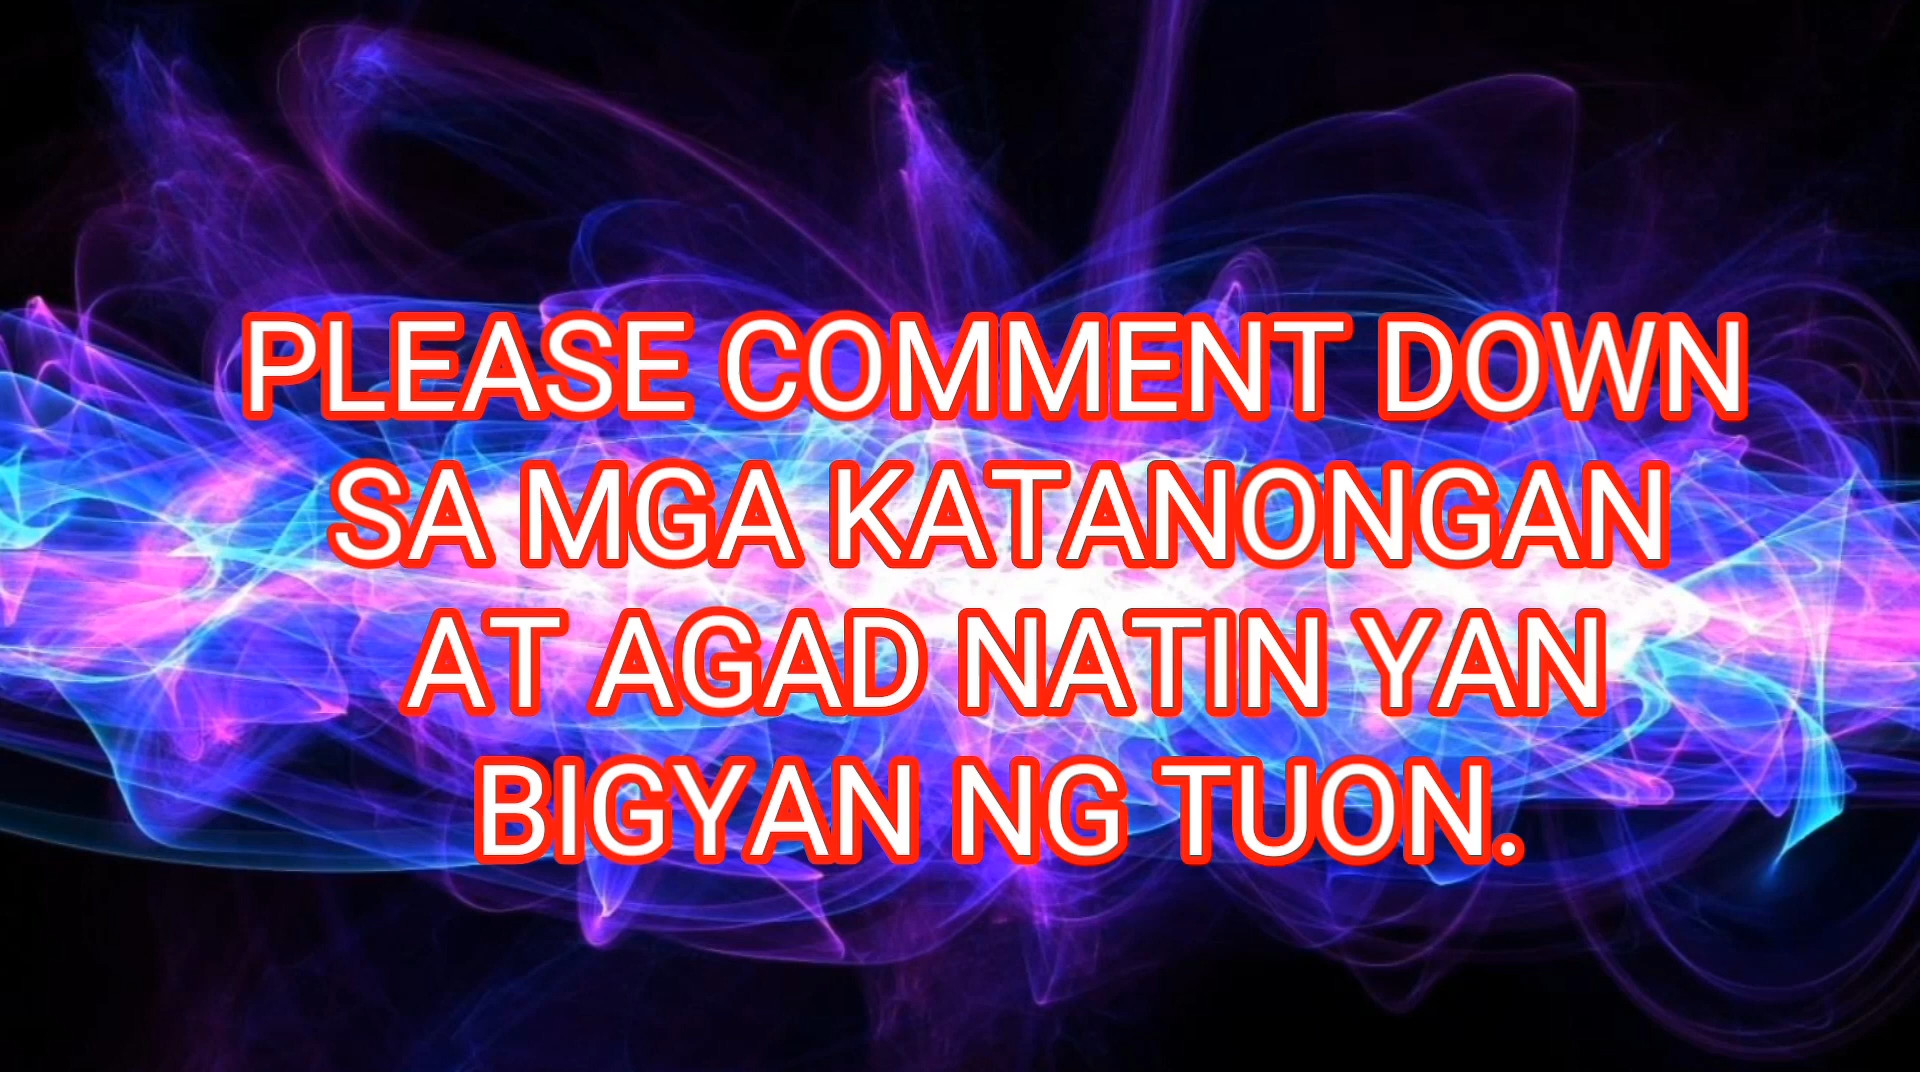 PLEASE COMMENT DOWN
SA MGA KATANONGAN
AT AGAD NATIN YAN
BIGYAN NG TUON.